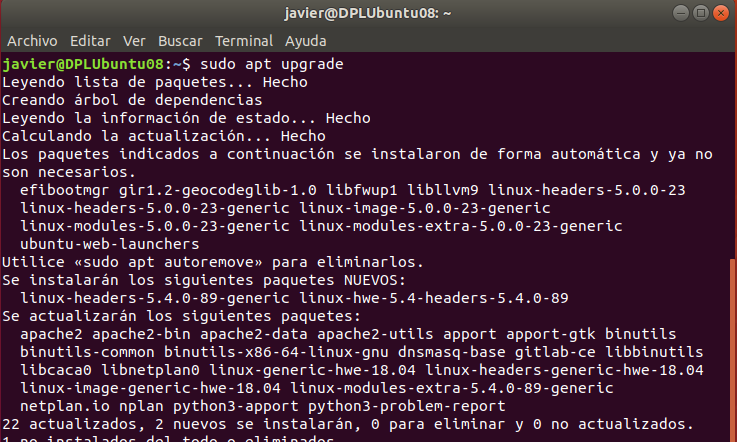 javier@DPLUbuntu08: ~
Archivo Editar Ver Buscar Terminal Ayuda
javier@DPLUbuntu08:~$ sudo apt upgrade
Leyendo lista de paquetes... Hecho
Creando árbol de dependencias
Leyendo la información de estado... Hecho
Calculando la actualización... Hecho
Los paquetes indicados a continuación se instalaron de forma automática y ya no
son necesarios.
efibootmgr gir1.2-geocodeglib-1.0 libfwup1 libllvm9 linux-headers-5.0.0-23
linux-headers-5.0.0-23-generic linux-image-5.0.0-23-generic
linux-modules-5.0.0-23-generic linux-modules-extra-5.0.0-23-generic
ubuntu-web-launchers
Utilice «sudo apt autoremove» para eliminarlos.
Se instalarán los siguientes paquetes NUEVOS:
linux-headers-5.4.0-89-generic linux-hwe-5.4-headers-5.4.0-89
Se actualizarán los siguientes paquetes:
apache2 apache2-bin apache2-data apache2-utils apport apport-gtk binutils
binutils-common binutils-x86-64-linux-gnu dnsmasq-base gitlab-ce libbinutils
libcaca0 libnetplan0 linux-generic-hwe-18.04 linux-headers-generic-hwe-18.04
linux-image-generic-hwe-18.04 linux-modules-extra-5.4.0-89-generic
netplan.io nplan python3-apport python3-problem-report
22 actualizados, 2 nuevos se instalarán, 0 para eliminar y 0 no actualizados.
1 no instalados del todo o eliminados.